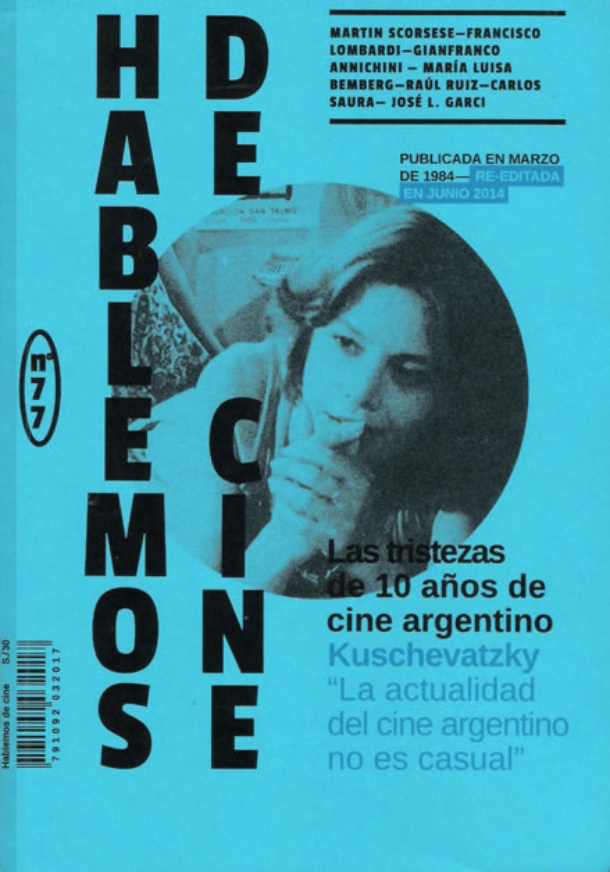 HABLEMOS
DE
CINE
MARTIN SCORSESE—FRANCISCO
LOMBARDI—GIANFRANCO
ANNICHINI — MARÍA LUISA
BEMBERG—RAÚL RUIZ—CARLOS
SAURA— JOSÉ L. GARCI
PUBLICADA EN MARZO
DE 1984— RE-EDITADA
EN JUNIO 2014
nº
77
Las tristezas
de 10 años de
cine argentino
Kuschevatzky
“La actualidad
del cine argentino
no es casual”
Hablemos de cine S./30
791092 032017